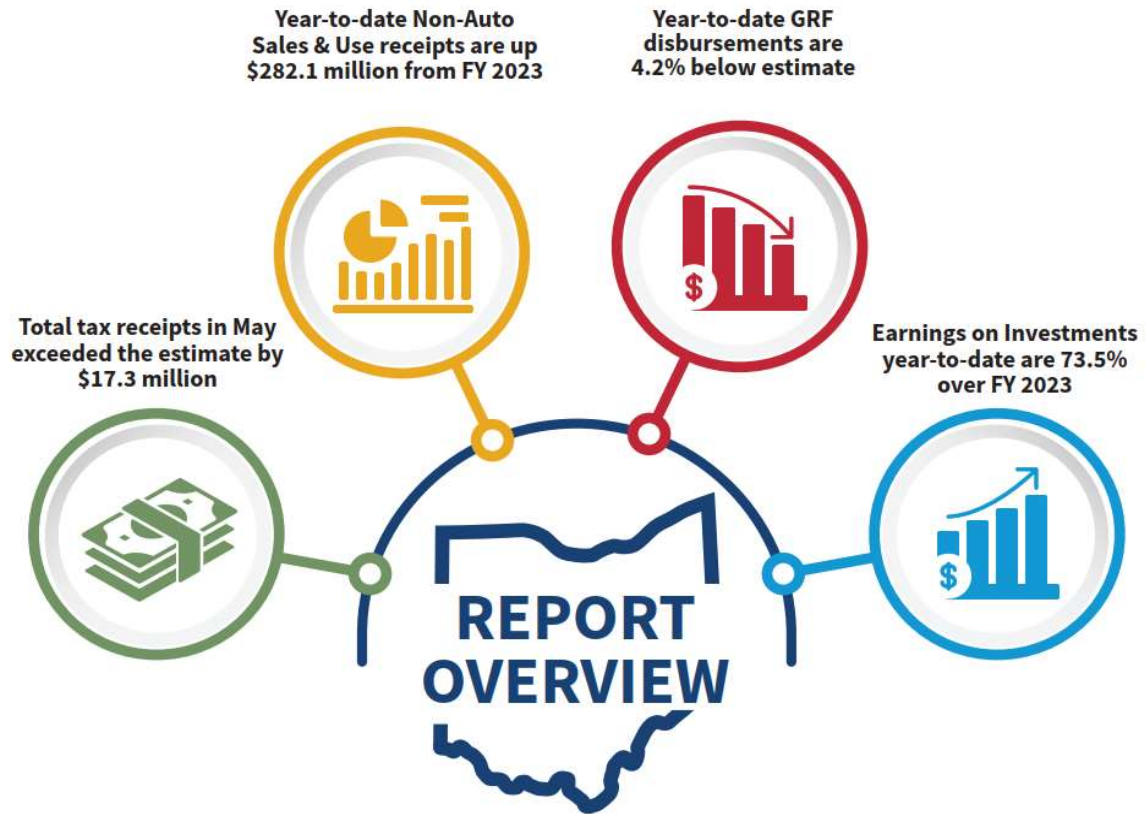 Year-to-date Non-Auto
Sales & Use receipts are up
$282.1 million from FY 2023
Year-to-date GRF
disbursements are
4.2% below estimate
Total tax receipts in May
exceeded the estimate by
$17.3 million
Earnings on Investments
year-to-date are 73.5%
over FY 2023
$
$
REPORT
OVERVIEW